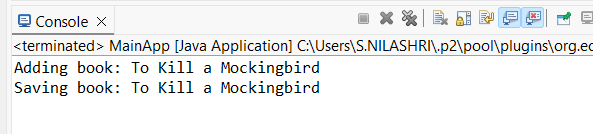 Console
<terminated> MainApp [Java Application] C:\Users\S.NILASHRI\.p2\pool\plugins\org.ec
Adding book: To Kill a Mockingbird
Saving book: To Kill a Mockingbird